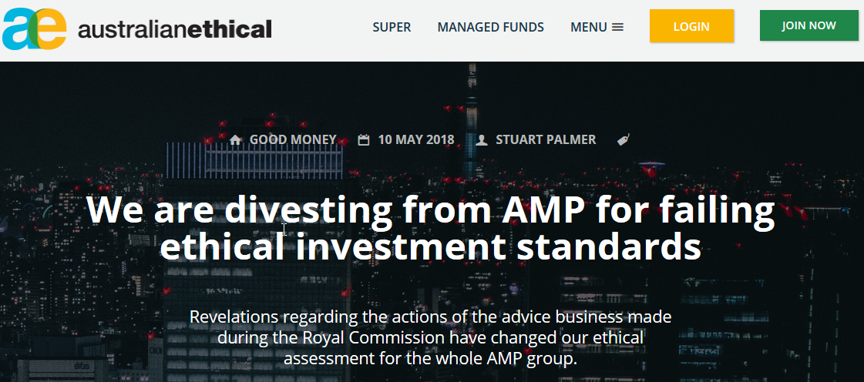 ae australianethical
SUPER MANAGED FUNDS MENU LOGIN JOIN NOW
GOOD MONEY 10 MAY 2018 STUART PALMER
We are divesting from AMP for failing
ethical investment standards
Revelations regarding the actions of the advice business made
during the Royal Commission have changed our ethical
assessment for the whole AMP group.